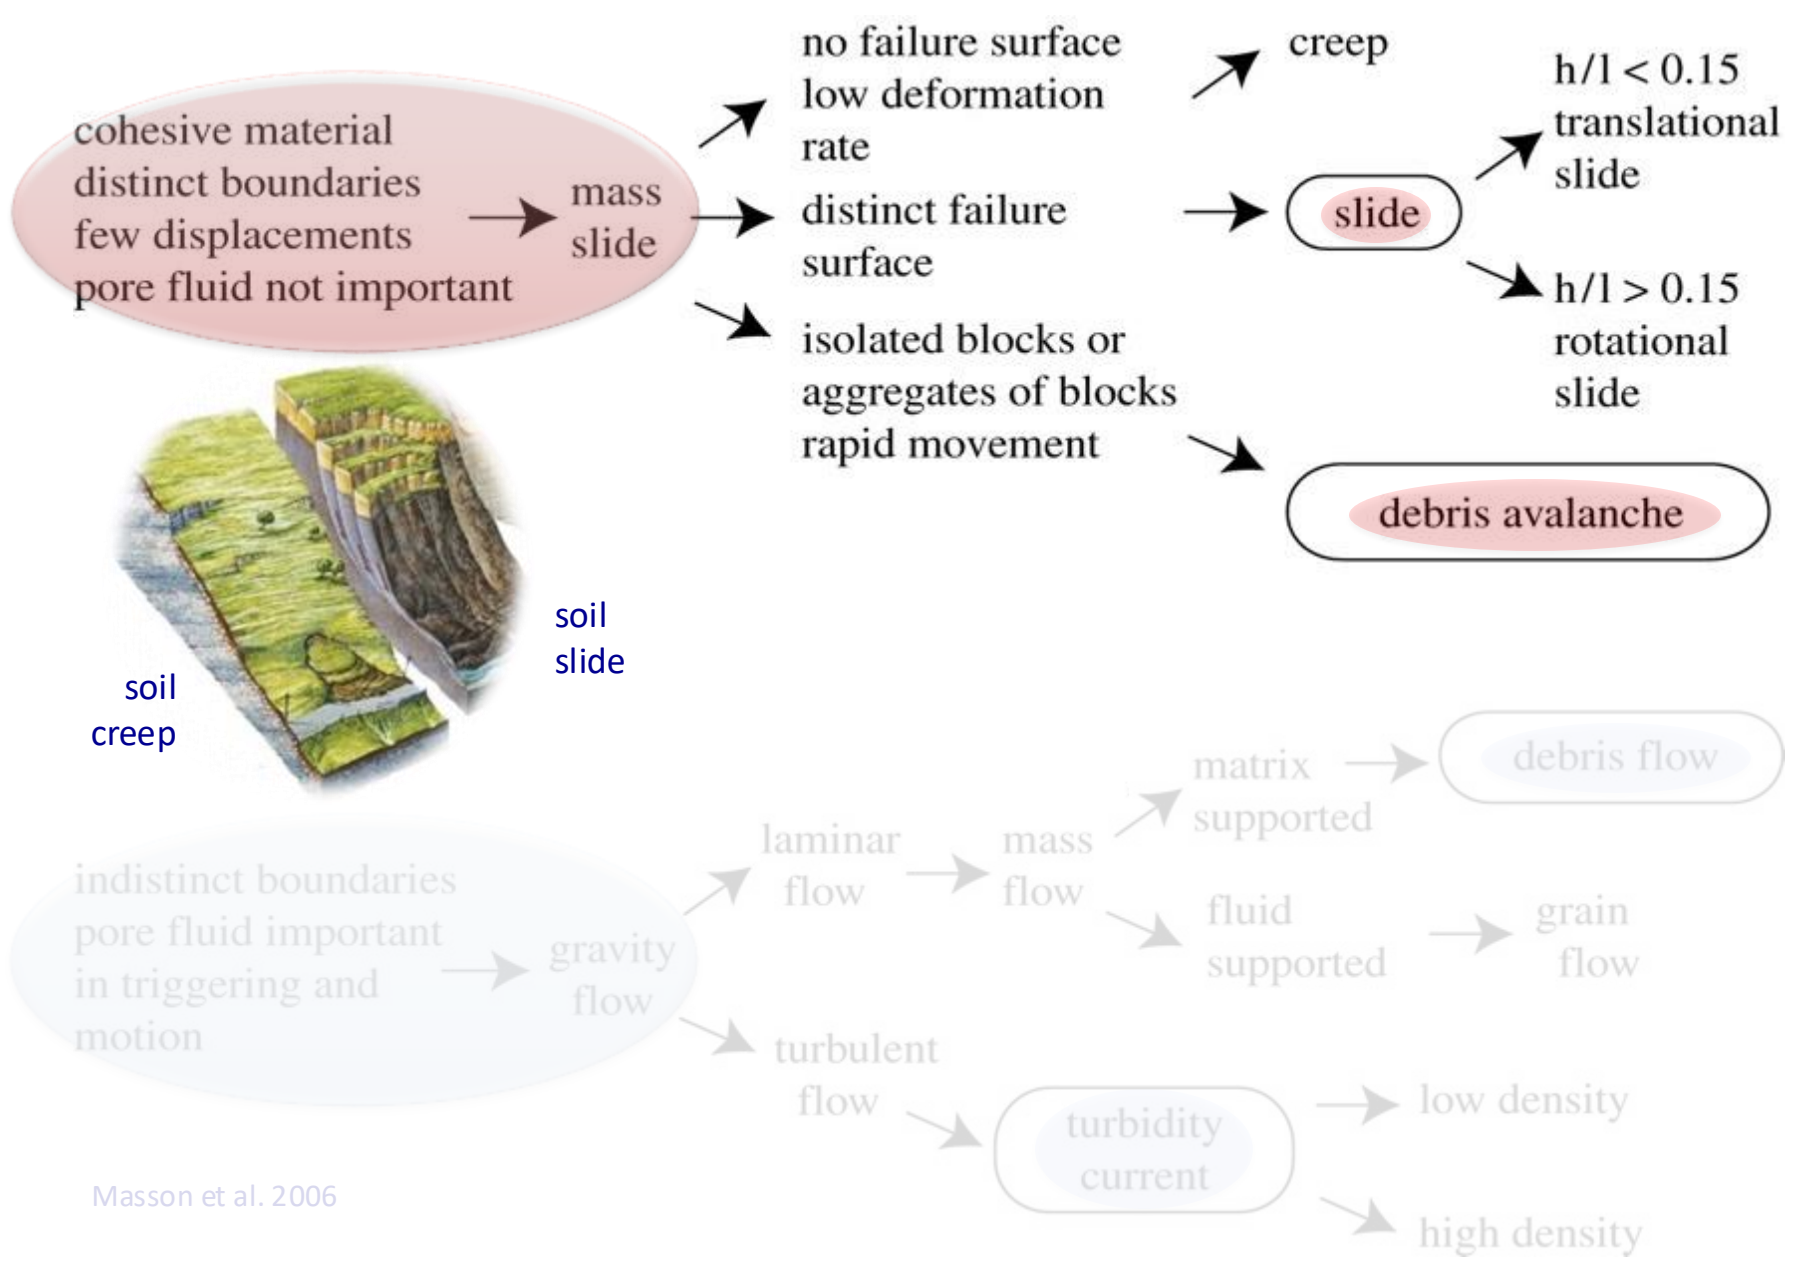 cohesive material
distinct boundaries
few displacements
pore fluid not important
mass
slide
no failure surface
low deformation
rate
creep
distinct failure
surface
slide
h/l < 0.15
translational
slide
h/l > 0.15
rotational
slide
isolated blocks or
aggregates of blocks
rapid movement
debris avalanche
soil
slide
soil
creep
indistinct boundaries
pore fluid important
in triggering and
motion
gravity
flow
laminar
flow
mass
flow
matrix
supported
debris flow
fluid
supported
grain
flow
turbulent
flow
turbidity
current
low density
high density
Masson et al. 2006